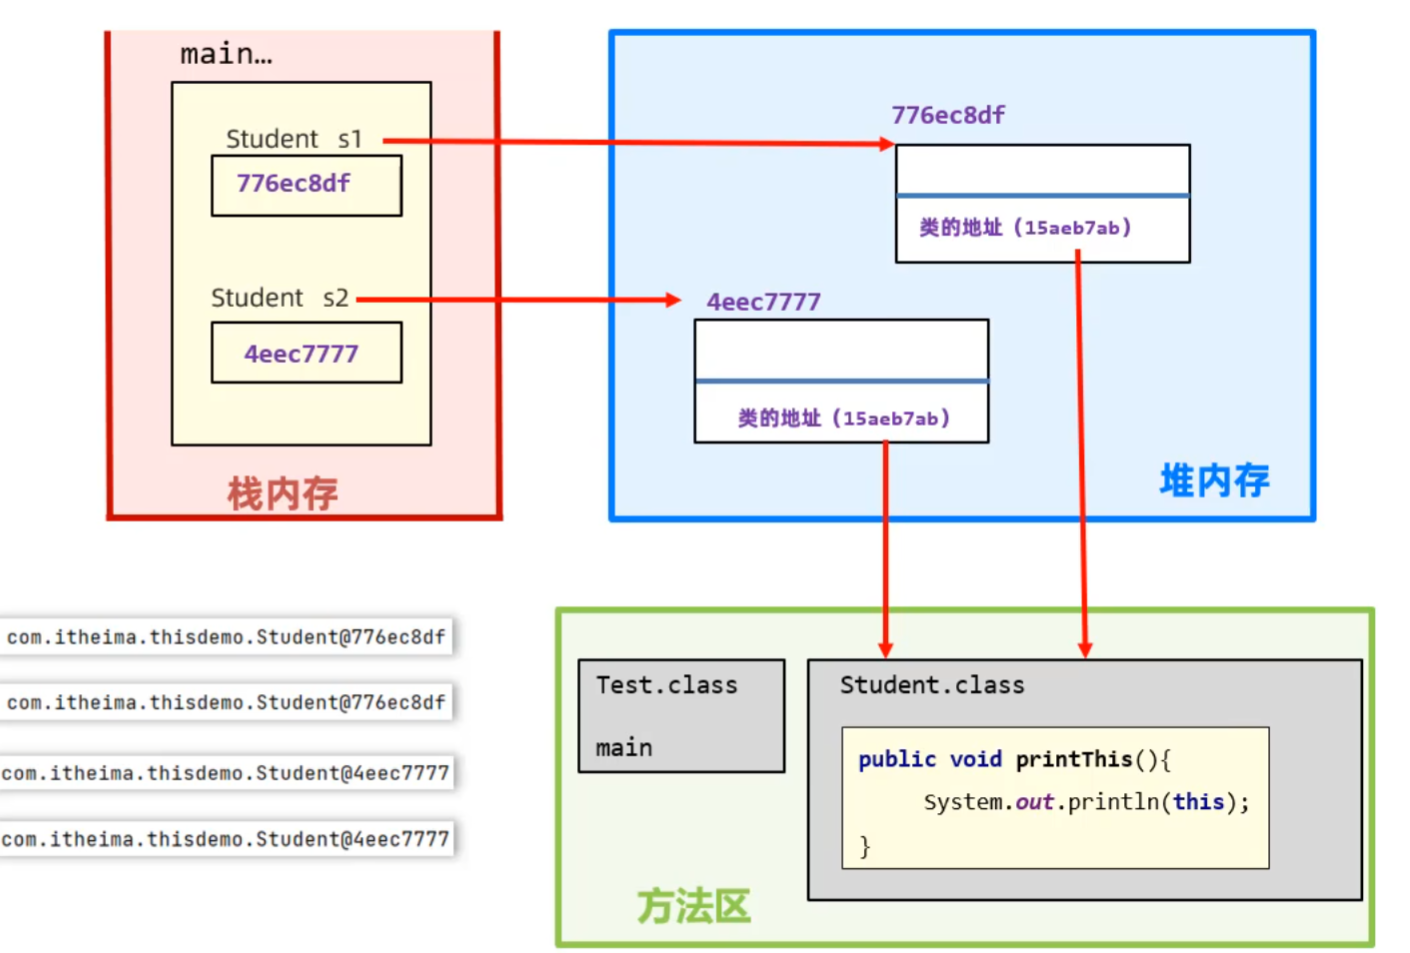 main…
Student s1
776ec8df
Student s2
4eec7777
栈内存
776ec8df
类的地址（15aeb7ab）
4eec7777
类的地址（15aeb7ab）
堆内存
com.itheima.thisdemo.Student@776ec8df
com.itheima.thisdemo.Student@776ec8df
com.itheima.thisdemo.Student@4eec7777
com.itheima.thisdemo.Student@4eec7777
Test.class
main
Student.class
public void printThis(){
System.out.println(this);
}
方法区